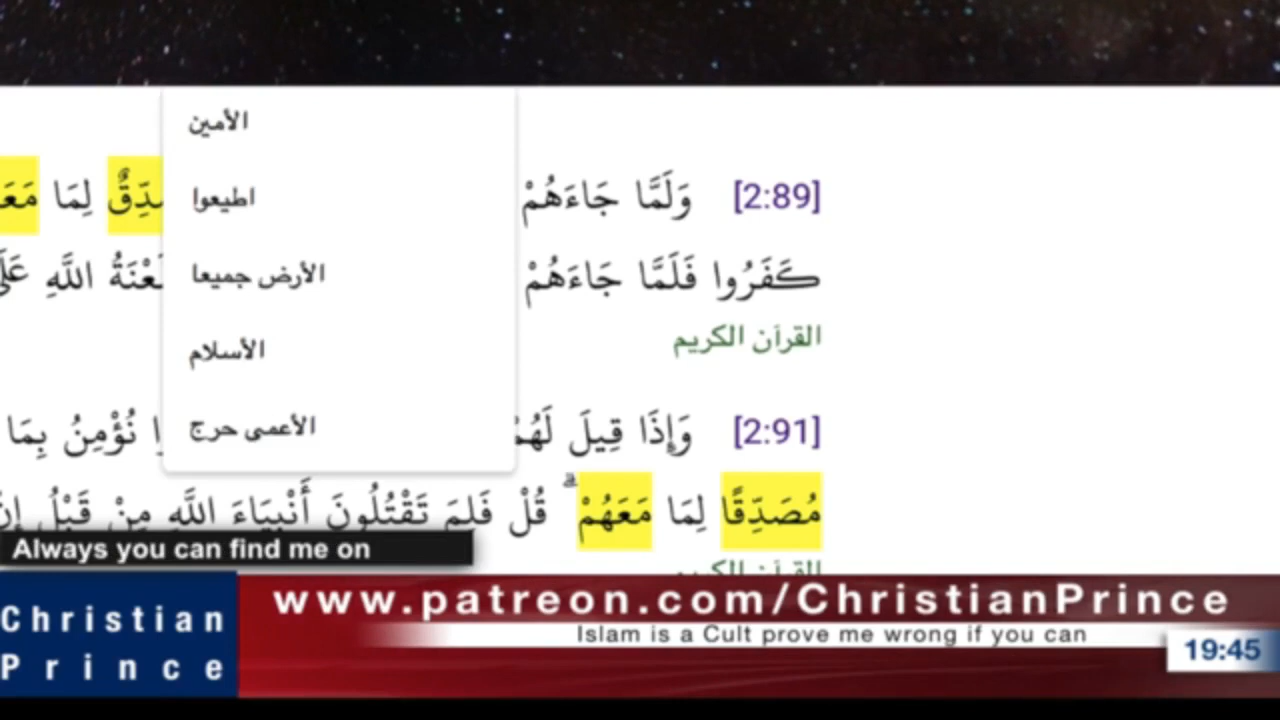 الأمين
اطيعوا
الأرض جميعا
الأسلام
الأعمى حرج
[2:89] وَلَمَّا جَاءَهُمْ
لِمَا
كَفَرُوا فَلَمَّا جَاءَهُمْ
اللَّهِ
القرآن الكريم
[2:91] وَإِذَا قِيلَ لَهُمْ
نُؤْمِنُ بِمَا
مُصَدِّقًا لِمَا مَعَهُمْ ۗ قُلْ فَلِمَ تَقْتُلُونَ أَنْبِيَاءَ اللَّهِ مِنْ قَبْلُ
Always you can find me on
Christian
Prince
www.patreon.com/ChristianPrince
Islam is a Cult prove me wrong if you can
19:45